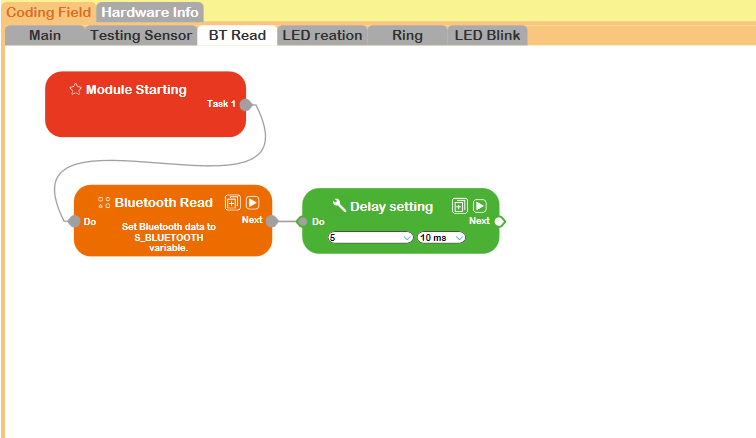 Coding Field Hardware Info
Main Testing Sensor BT Read LED reation Ring LED Blink
Module Starting
Task 1
Bluetooth Read
Do Next
Set Bluetooth data to
S_BLUETOOTH
variable.
Delay setting
Do Next
5 10 ms